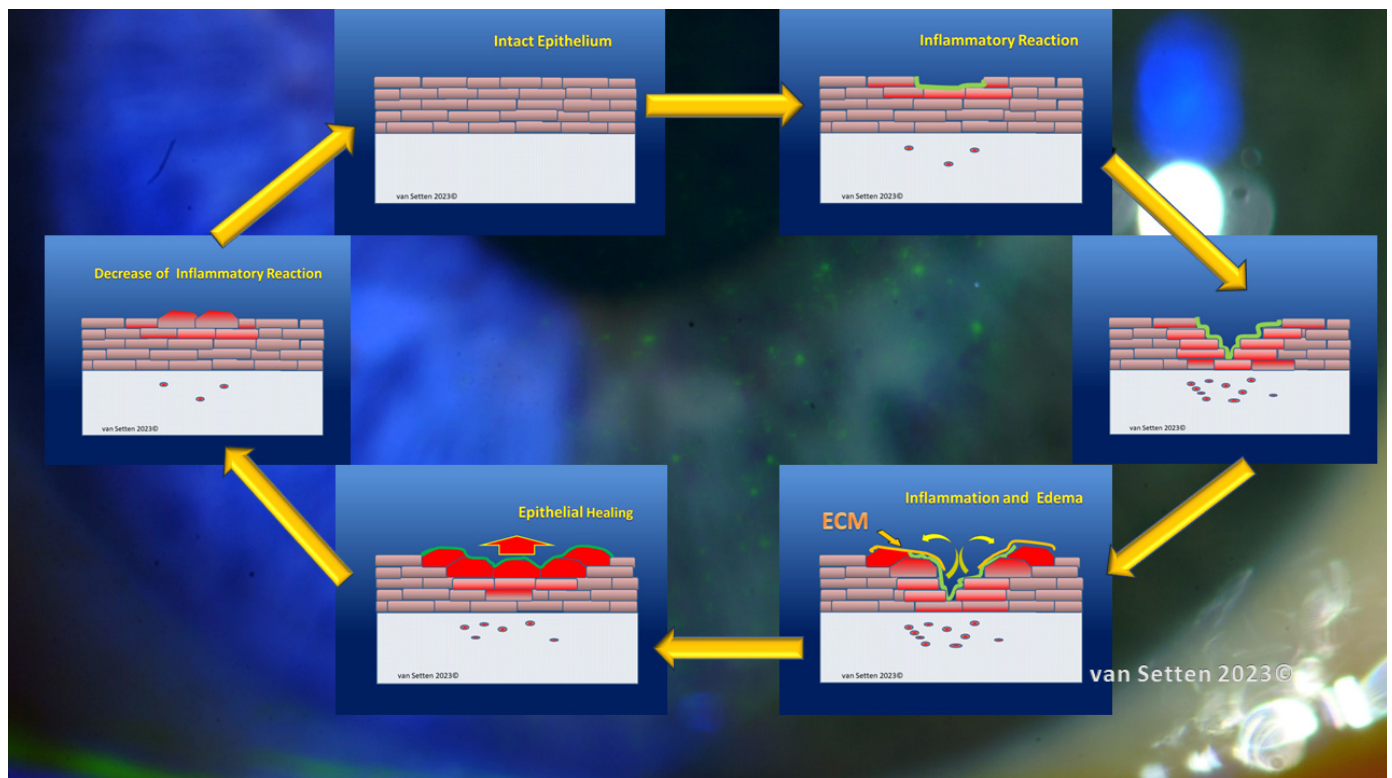 Intact Epithelium
van Setten 2023©
Inflammatory Reaction
van Setten 2023©
van Setten 2023©
Inflammation and Edema
ECM
van Setten 2023©
van Setten 2023©
Epithelial Healing
van Setten 2023©
Decrease of Inflammatory Reaction
van Setten 2023©